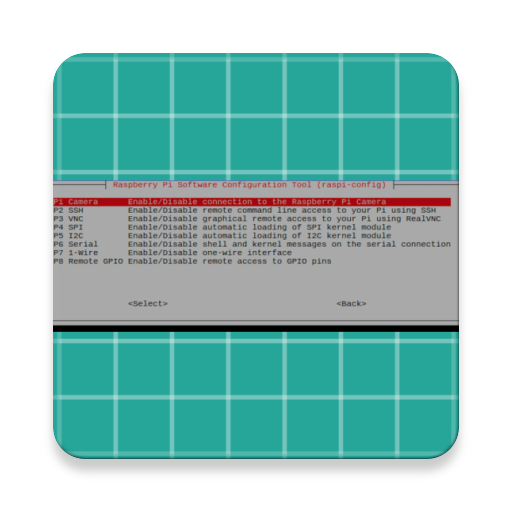 Raspberry Pi Software Configuration Tool (raspi-config)
P1 Camera Enable/Disable connection to the Raspberry Pi Camera
P2 SSH Enable/Disable remote command line access to your Pi using SSH
P3 VNC Enable/Disable graphical remote access to your Pi using RealVNC
P4 SPI Enable/Disable automatic loading of SPI kernel module
P5 I2C Enable/Disable automatic loading of I2C kernel module
P6 Serial Enable/Disable shell and kernel messages on the serial connection
P7 1-Wire Enable/Disable one-wire interface
P8 Remote GPIO Enable/Disable remote access to GPIO pins
<Select> <Back>